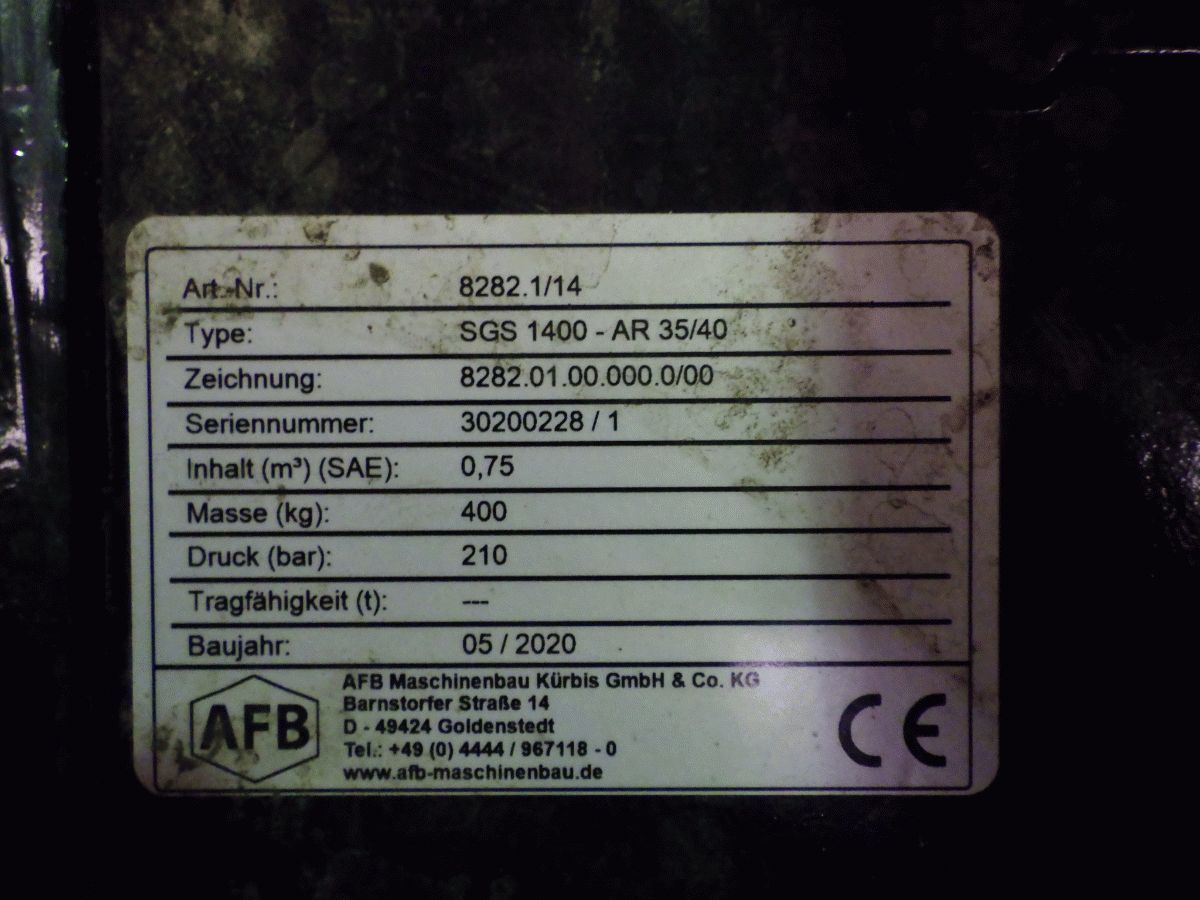 Art.-Nr.: 8282.1/14
Type: SGS 1400 - AR 35/40
Zeichnung: 8282.01.00.000.0/00
Seriennummer: 30200228 / 1
Inhalt (m³) (SAE): 0,75
Masse (kg): 400
Druck (bar): 210
Tragfähigkeit (t): ---
Baujahr: 05 / 2020
AFB
AFB Maschinenbau Kürbis GmbH & Co. KG
Barnstorfer Straße 14
D - 49424 Goldenstedt
Tel.: +49 (0) 4444 / 967118 - 0
www.afb-maschinenbau.de
CE